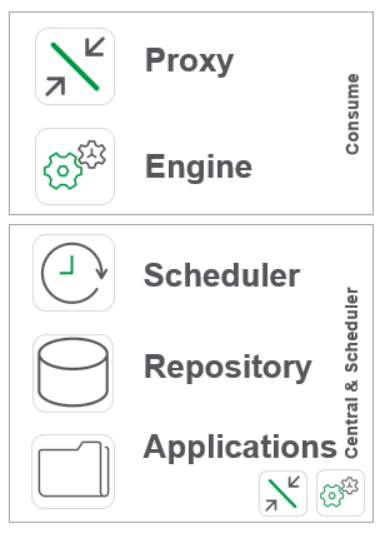 Proxy
Engine
Consume
Scheduler
Repository
Applications
Central & Scheduler